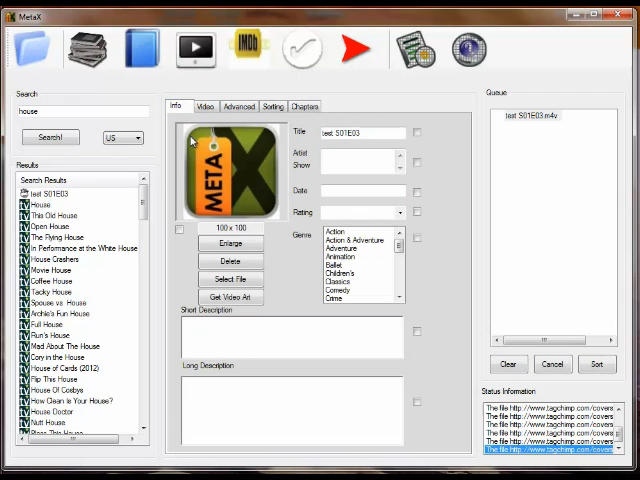 MetaX
IMDb
Search
house
Search!
US
Results
Search Results
test S01E03
House
This Old House
Open House
The Flying House
In Performance at the White House
House Crashers
Movie House
Coffee House
Tacky House
Spouse vs House
Archie's Fun House
Full House
Run's House
Mad About The House
Cory in the House
House of Cards (2012)
Flip This House
House Of Cosbys
How Clean Is Your House?
House Doctor
Nutt House
Info
Video
Advanced
Sorting
Chapters
META
X
100 x 100
Enlarge
Delete
Select File
Get Video Art
Title
test S01E03
Artist
Show
Date
Rating
Genre
Action
Action & Adventure
Adventure
Animation
Ballet
Children's
Classics
Comedy
Crime
Short Description
Long Description
Queue
test S01E03.m4v
Clear
Cancel
Sort
Status Information
The file http://www.tagchimp.com/covers
The file http://www.tagchimp.com/covers
The file http://www.tagchimp.com/covers
The file http://www.tagchimp.com/covers
The file http://www.tagchimp.com/covers